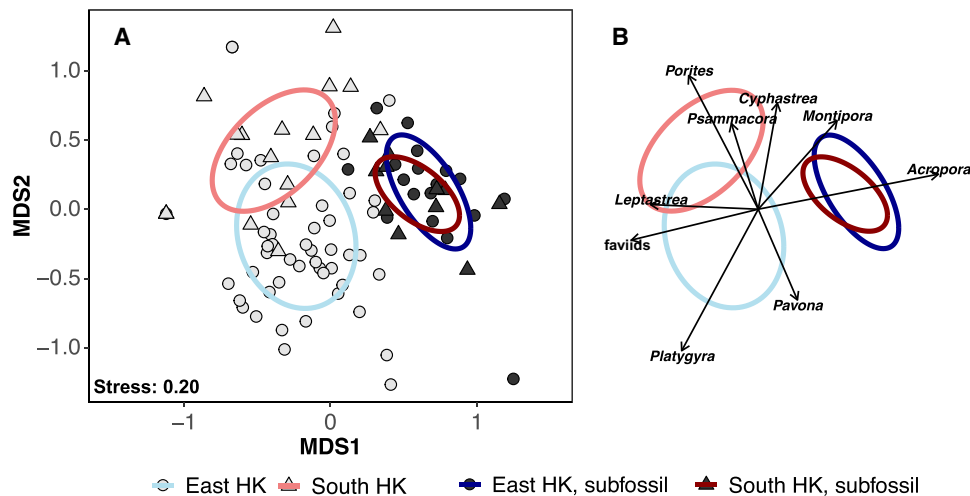 A
B
MDS2
1.0
0.5
0.0
−0.5
−1.0
Stress: 0.20
−1
0
1
MDS1
Porites
Cyphastrea
Psammacora
Montipora
Acropora
Leptastrea
faviids
Pavona
Platygyra
East HK
South HK
East HK, subfossil
South HK, subfossil